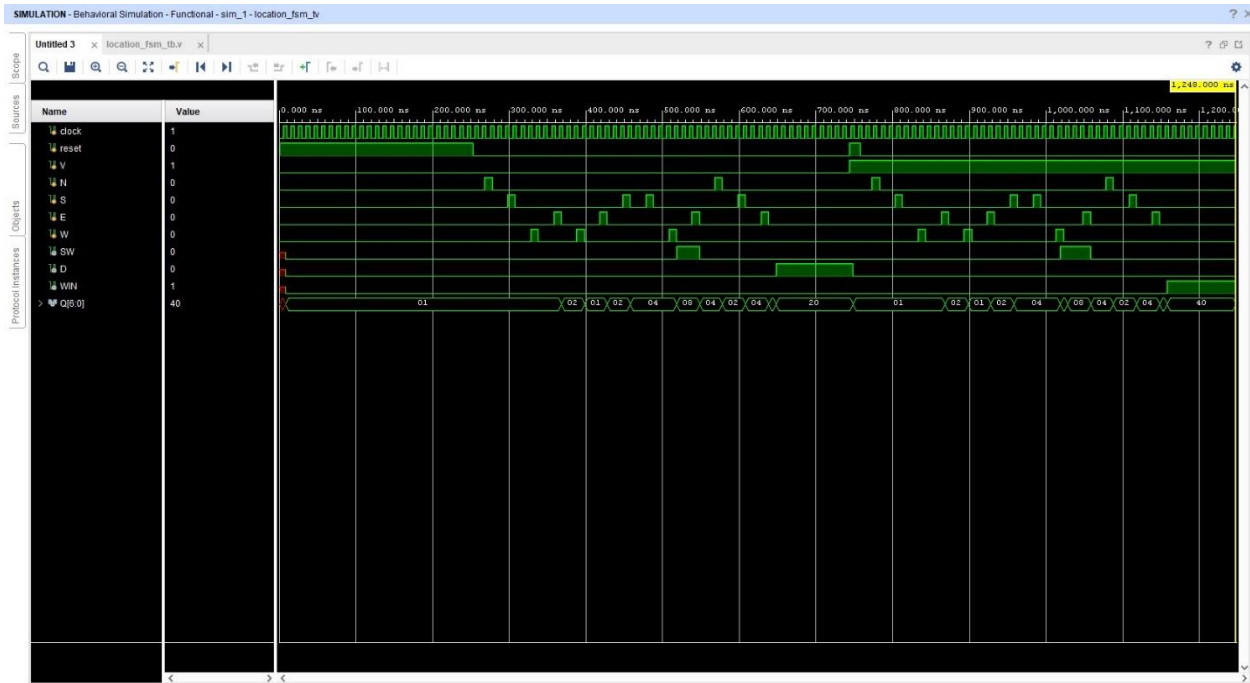 SIMULATION - Behavioral Simulation - Functional - sim_1 - location_fsm_tv
? ×
Scope
Sources
Objects
Protocol Instances
Untitled 3 × location_fsm_tb.v ×
?
1,248.000 ns
Name Value
0.000 ns 100.000 ns 200.000 ns 300.000 ns 400.000 ns 500.000 ns 600.000 ns 700.000 ns 800.000 ns 900.000 ns 1,000.000 ns 1,100.000 ns 1,200.0
clock 1
reset 0
V 1
N 0
S 0
E 0
W 0
SW 0
D 0
WIN 1
> Q[6:0] 40 01 02 01 02 04 08 04 02 04 20 01 02 01 02 04 08 04 02 04 40
< > <